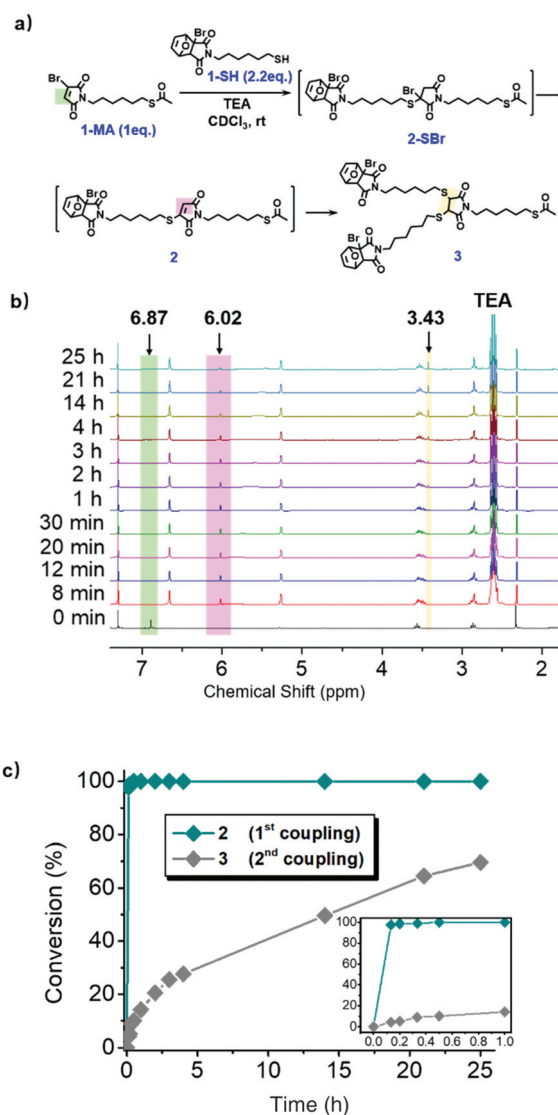 a)
Br
O
O
N
O
Br
O
N
O
SH
1-SH (2.2eq.)
S
O
1-MA (1eq.)
TEA
CDCl3, rt
O
Br
O
N
O
S
Br
O
N
O
S
O
2-SBr
O
Br
O
N
O
S
O
N
O
S
O
2
O
Br
O
N
O
S
S
O
N
O
S
O
3
Br
O
N
O
O
b)
6.87 6.02 3.43 TEA
25 h
21 h
14 h
4 h
3 h
2 h
1 h
30 min
20 min
12 min
8 min
0 min
7 6 5 4 3 2
Chemical Shift (ppm)
c)
Conversion (%)
100
80
60
40
20
0
2 (1st coupling)
3 (2nd coupling)
100
80
60
40
20
0
0.0 0.2 0.4 0.6 0.8 1.0
0 5 10 15 20 25
Time (h)